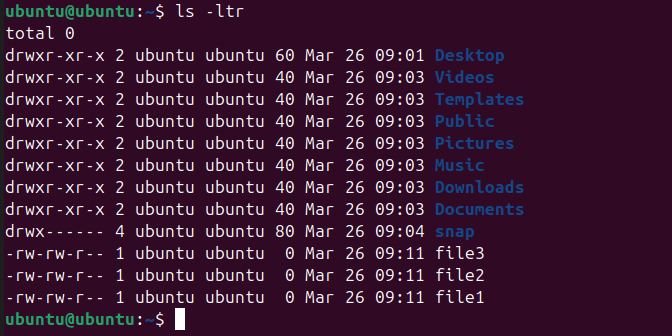 ubuntu@ubuntu:~$ ls -ltr
total 0
drwxr-xr-x 2 ubuntu ubuntu 60 Mar 26 09:01 Desktop
drwxr-xr-x 2 ubuntu ubuntu 40 Mar 26 09:03 Videos
drwxr-xr-x 2 ubuntu ubuntu 40 Mar 26 09:03 Templates
drwxr-xr-x 2 ubuntu ubuntu 40 Mar 26 09:03 Public
drwxr-xr-x 2 ubuntu ubuntu 40 Mar 26 09:03 Pictures
drwxr-xr-x 2 ubuntu ubuntu 40 Mar 26 09:03 Music
drwxr-xr-x 2 ubuntu ubuntu 40 Mar 26 09:03 Downloads
drwxr-xr-x 2 ubuntu ubuntu 40 Mar 26 09:03 Documents
drwx------ 4 ubuntu ubuntu 80 Mar 26 09:04 snap
-rw-rw-r-- 1 ubuntu ubuntu  0 Mar 26 09:11 file3
-rw-rw-r-- 1 ubuntu ubuntu  0 Mar 26 09:11 file2
-rw-rw-r-- 1 ubuntu ubuntu  0 Mar 26 09:11 file1
ubuntu@ubuntu:~$